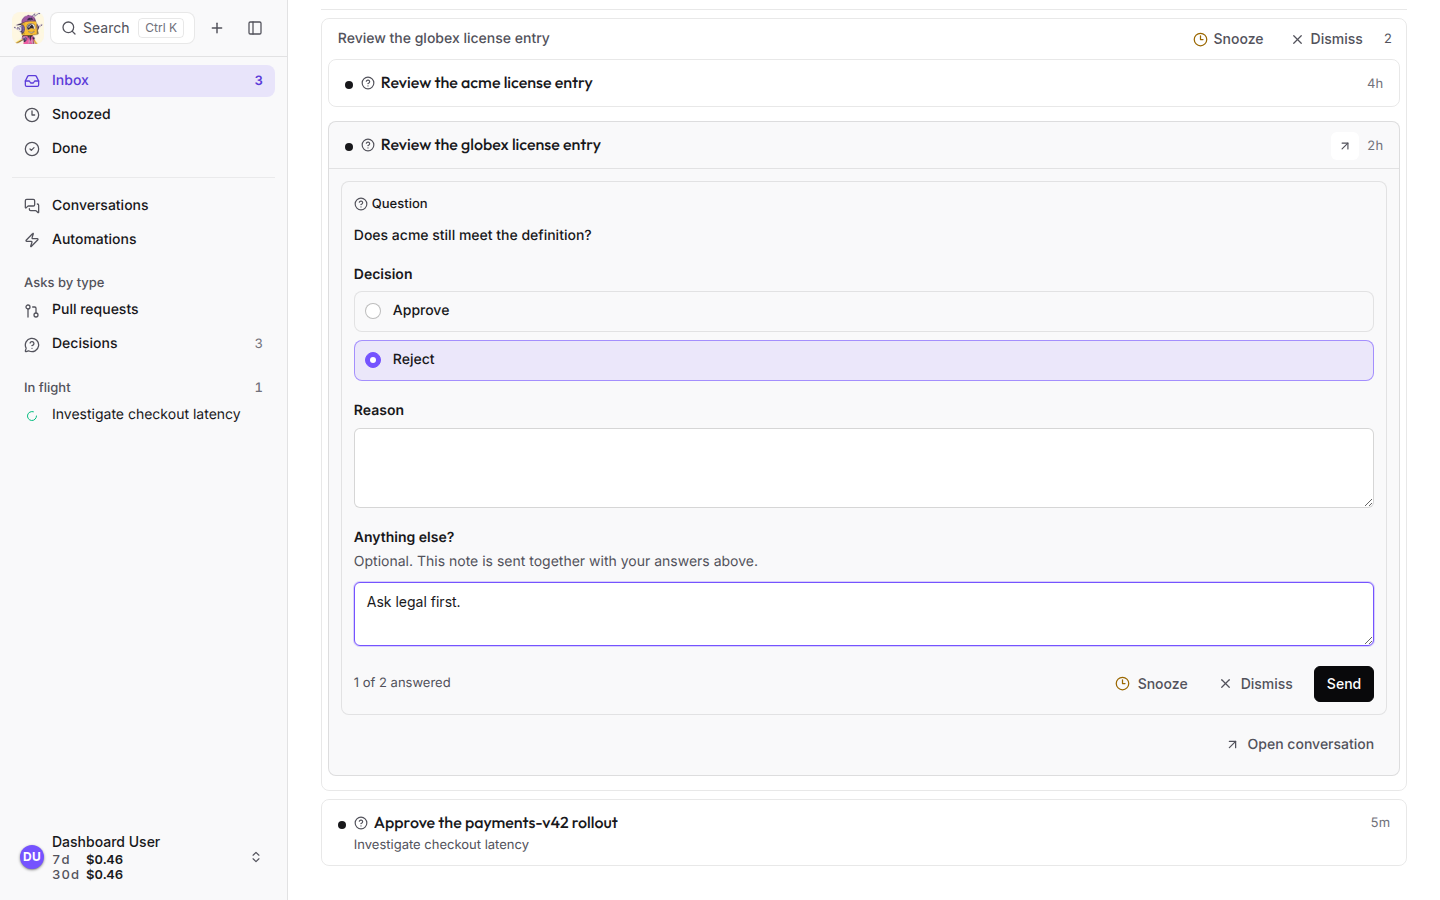 Search Ctrl K
Inbox 3
Snoozed
Done
Conversations
Automations
Asks by type
Pull requests
Decisions 3
In flight 1
Investigate checkout latency
DU
Dashboard User
7d $0.46
30d $0.46
Review the globex license entry Snooze Dismiss 2
Review the acme license entry 4h
Review the globex license entry 2h
Question
Does acme still meet the definition?
Decision
Approve
Reject
Reason
Anything else?
Optional. This note is sent together with your answers above.
Ask legal first.
1 of 2 answered Snooze Dismiss Send
Open conversation
Approve the payments-v42 rollout 5m
Investigate checkout latency